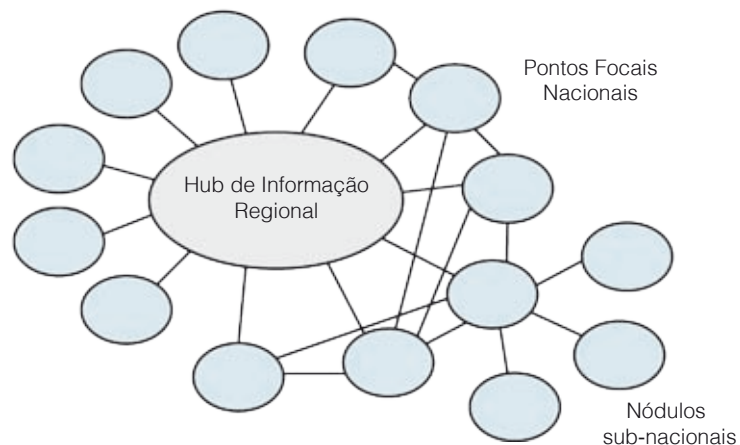 Pontos Focais
Nacionais
Hub de Informação
Regional
Nódulos
sub-nacionais